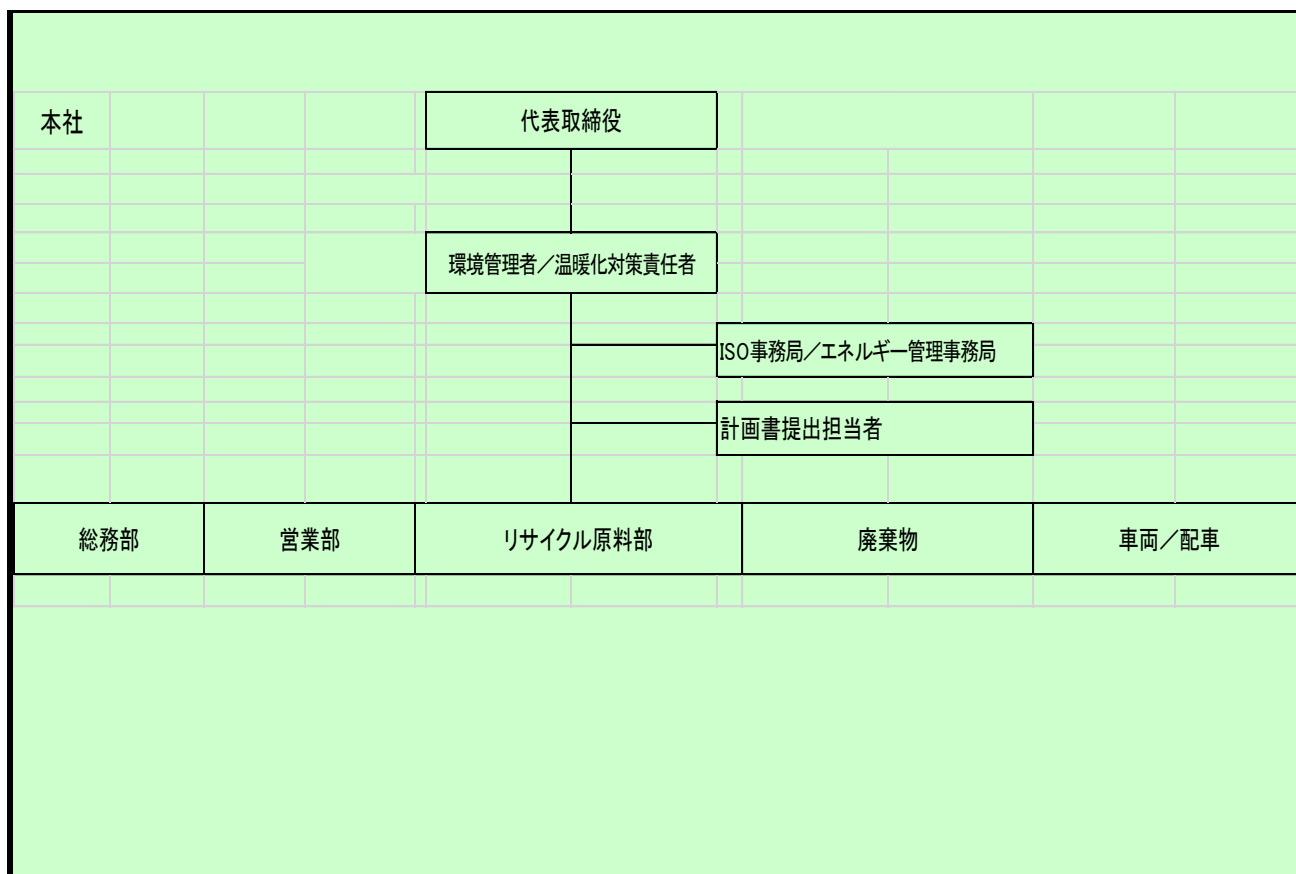 本社
代表取締役
環境管理者／温暖化対策責任者
ISO事務局／エネルギー管理事務局
計画書提出担当者
総務部
営業部
リサイクル原料部
廃棄物
車両／配車